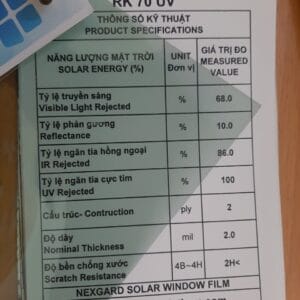 RK 70 UV
THÔNG SỐ KỸ THUẬT
PRODUCT SPECIFICATIONS
NĂNG LƯỢNG MẶT TRỜI
SOLAR ENERGY (%)
UNIT
Đơn vị
GIÁ TRỊ ĐO
MEASURED
VALUE
Tỷ lệ truyền sáng
Visible Light Rejected
%
68.0
Tỷ lệ phản gương
Reflectance
%
10.0
Tỷ lệ ngăn tia hồng ngoại
IR Rejected
%
86.0
Tỷ lệ ngăn tia cực tím
UV Rejected
%
100
Cấu trúc- Contruction
ply
2
Độ dày
Nominal Thickness
mil
2.0
Độ bền chống xước
Scratch Resistance
4B~4H
2H<
NEXGARD SOLAR WINDOW FILM